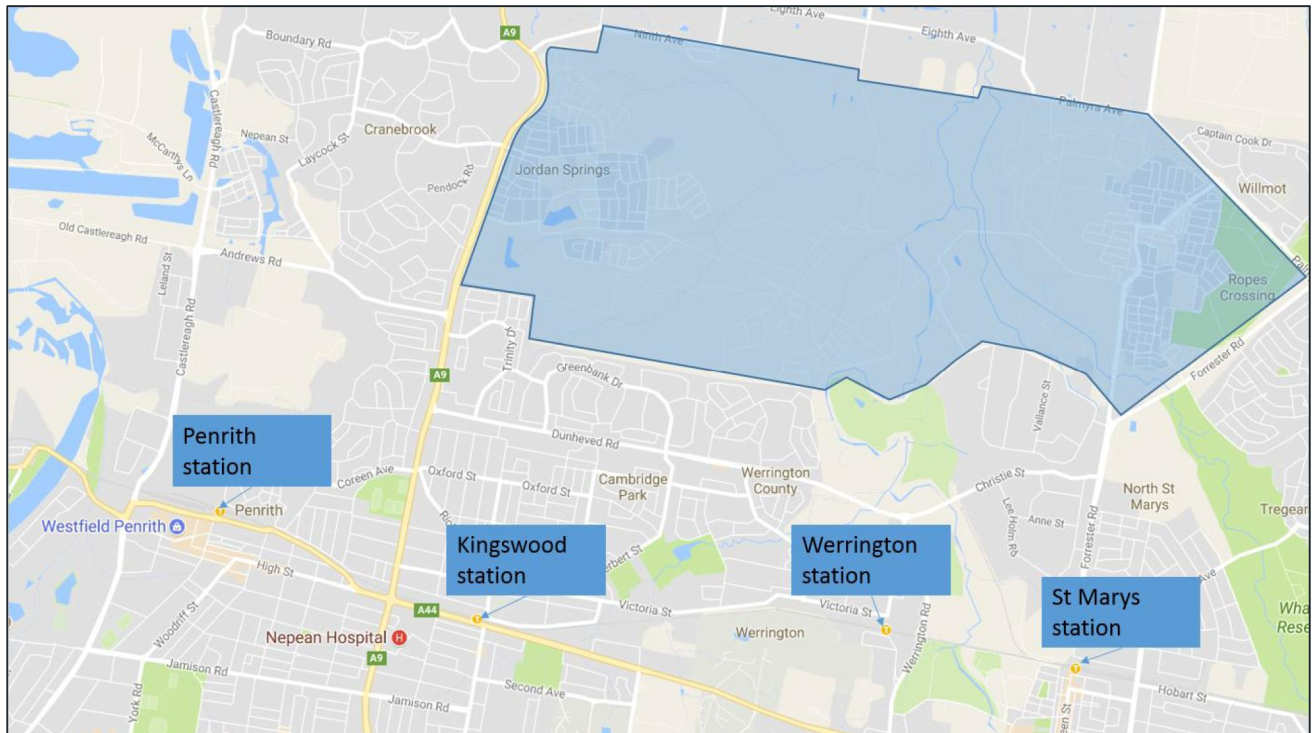 Eighth Ave
Ninth Ave
Eighth Ave
A9
Boundary Rd
Castlereagh Rd
Palmyra Ave
Cranebrook
Nepean St
Laycock St
McCarthys Ln
Captain Cook Dr
Jordan Springs
Pendock Rd
Willmot
Old Castlereagh Rd
Andrews Rd
Leland St
Ropes
Crossing
Castlereagh Rd
Trinity Dr
Forrester Rd
A9
Greenbank Dr
Vallance St
Penrith
station
Dunheved Rd
Coreen Ave
Oxford St
Oxford St
Cambridge
Park
Werrington
County
Christie St
North St
Marys
Penrith
Westfield Penrith
Lee Holm Rd
Anne St
Forrester Rd
Tregear
Kingswood
station
Werrington
station
High St
Woodriff St
A44
Victoria St
Victoria St
St Marys
station
Ave
Nepean Hospital
H
Werrington
Werrington Rd
A9
Jamison Rd
Jamison Rd
Second Ave
York Rd
Hobart St